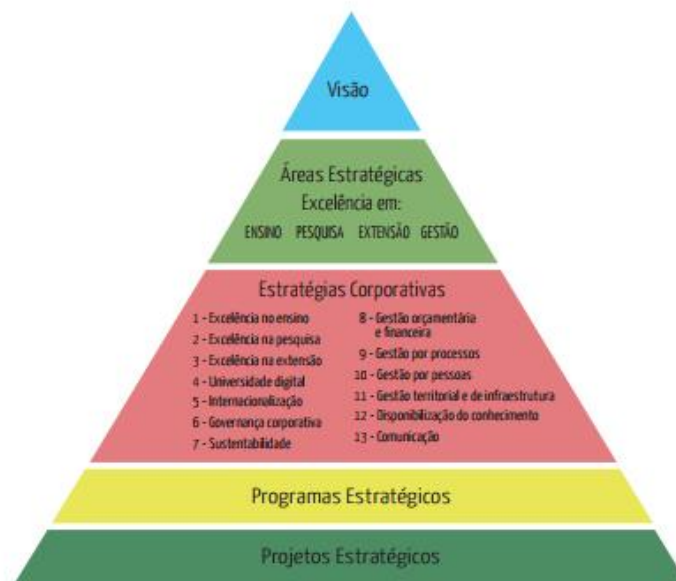 Visão
Áreas Estratégicas
Excelência em:
ENSINO PESQUISA EXTENSÃO GESTÃO
Estratégias Corporativas
1 - Excelência no ensino
2 - Excelência na pesquisa
3 - Excelência na extensão
4 - Universidade digital
5 - Internacionalização
6 - Governança corporativa
7 - Sustentabilidade
8 - Gestão orçamentária
e financeira
9 - Gestão por processos
10 - Gestão por pessoas
11 - Gestão territorial e de infraestrutura
12 - Disponibilização do conhecimento
13 - Comunicação
Programas Estratégicos
Projetos Estratégicos